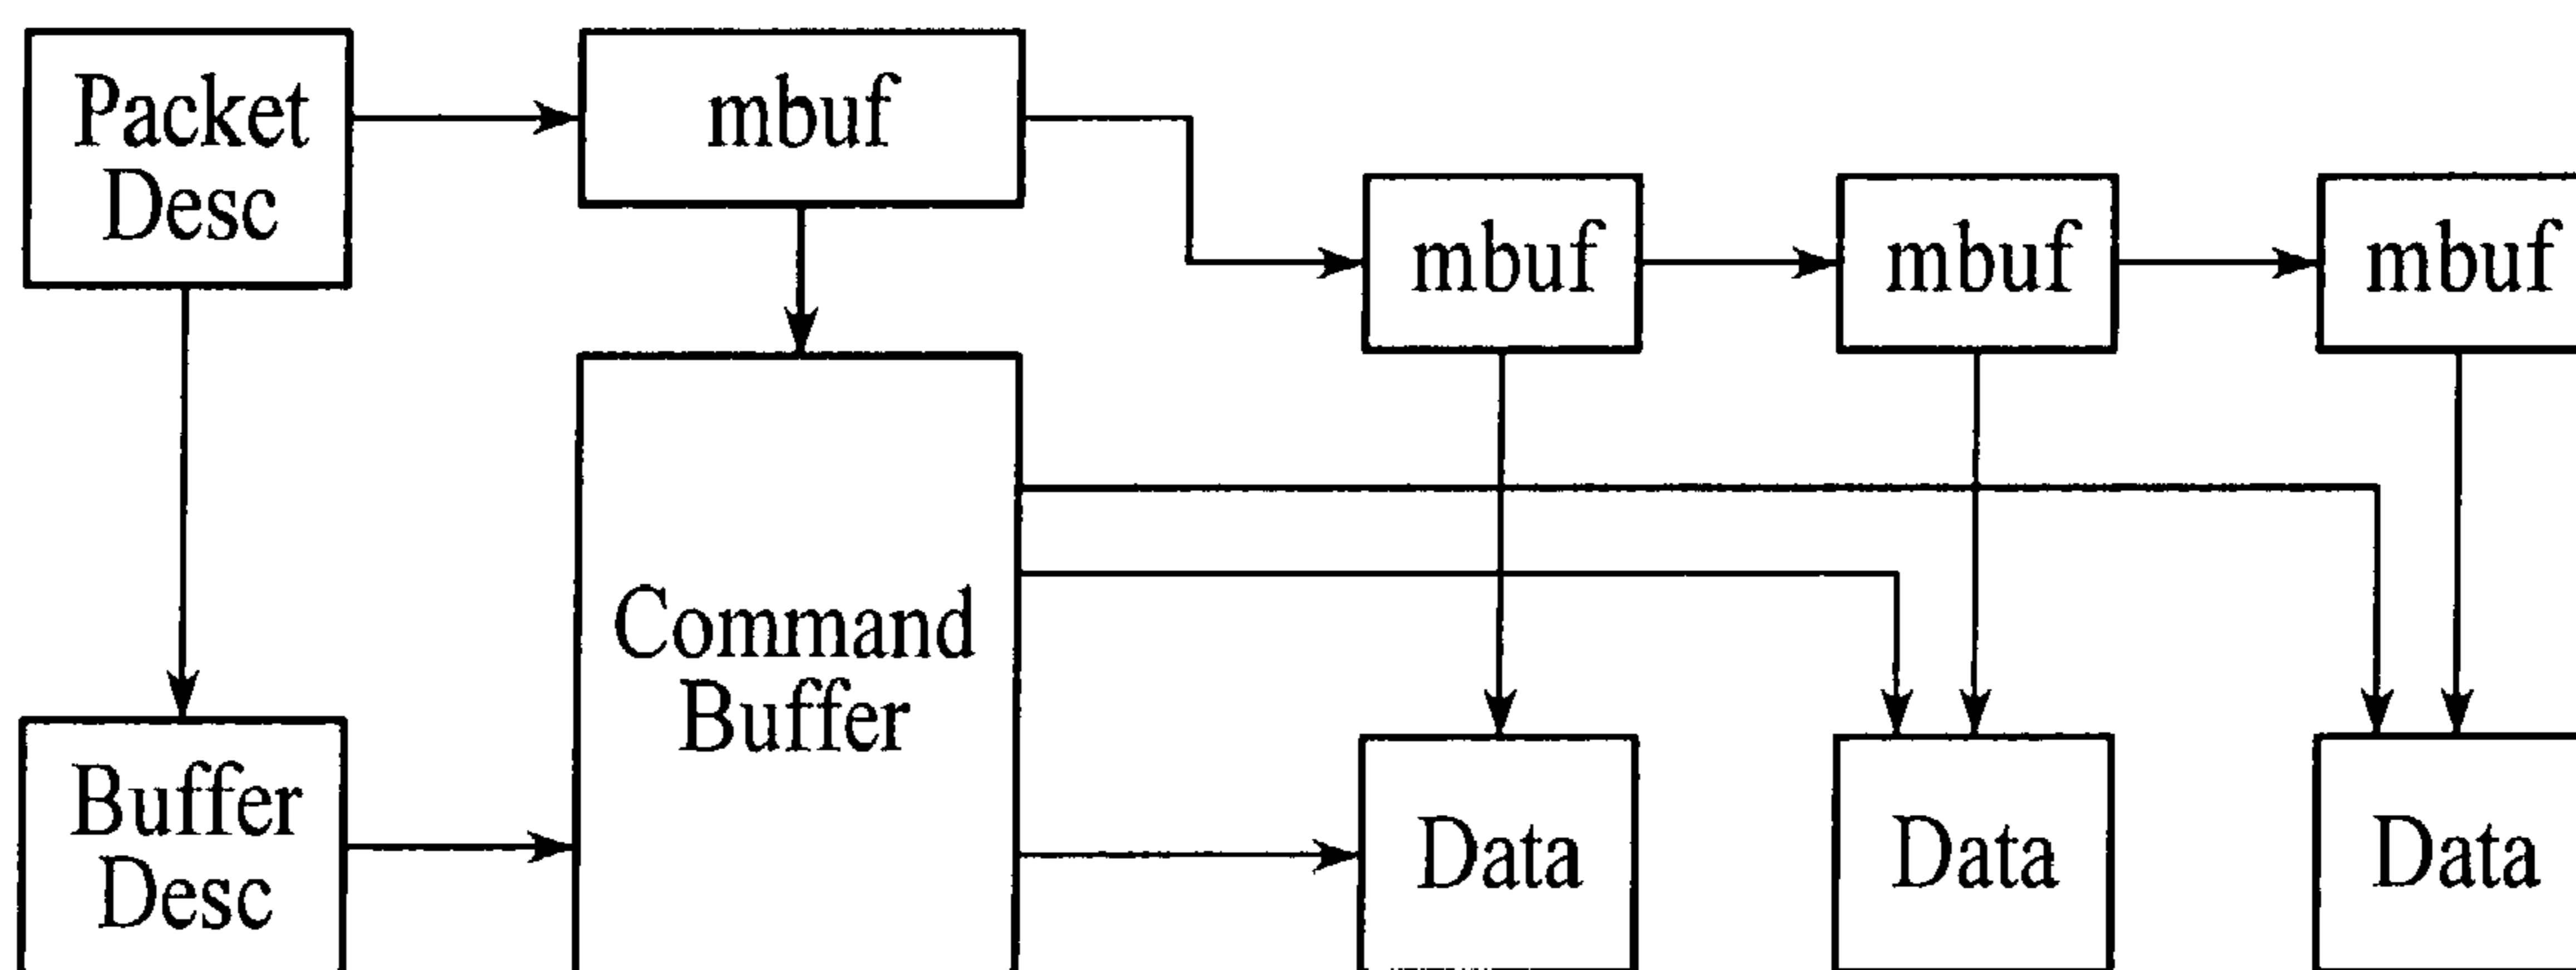 Packet
Desc
mbuf
mbuf
mbuf
mbuf
Command
Buffer
Buffer
Desc
Data
Data
Data